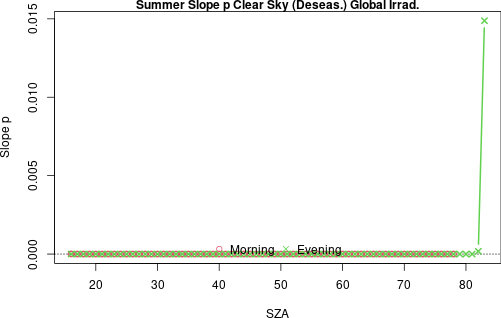 Summer Slope p Clear Sky (Deseas.) Global Irrad.
0.015
0.010
0.005
0.000
Slope p
Morning Evening
20 30 40 50 60 70 80
SZA